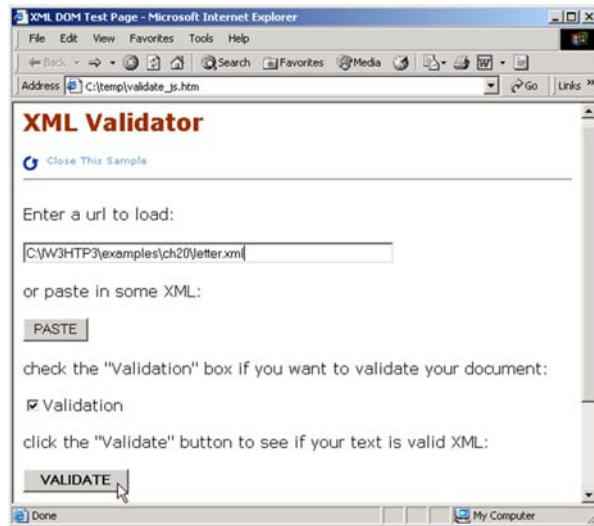 XML DOM Test Page - Microsoft Internet Explorer
File Edit View Favorites Tools Help
Back Search Favorites Media
Address C:\temp\validate_js.htm Go Links »
XML Validator
Close This Sample
Enter a url to load:
C:\IW3HTP3\examples\ch20\letter.xml
or paste in some XML:
PASTE
check the "Validation" box if you want to validate your document:
Validation
click the "Validate" button to see if your text is valid XML:
VALIDATE
Done My Computer